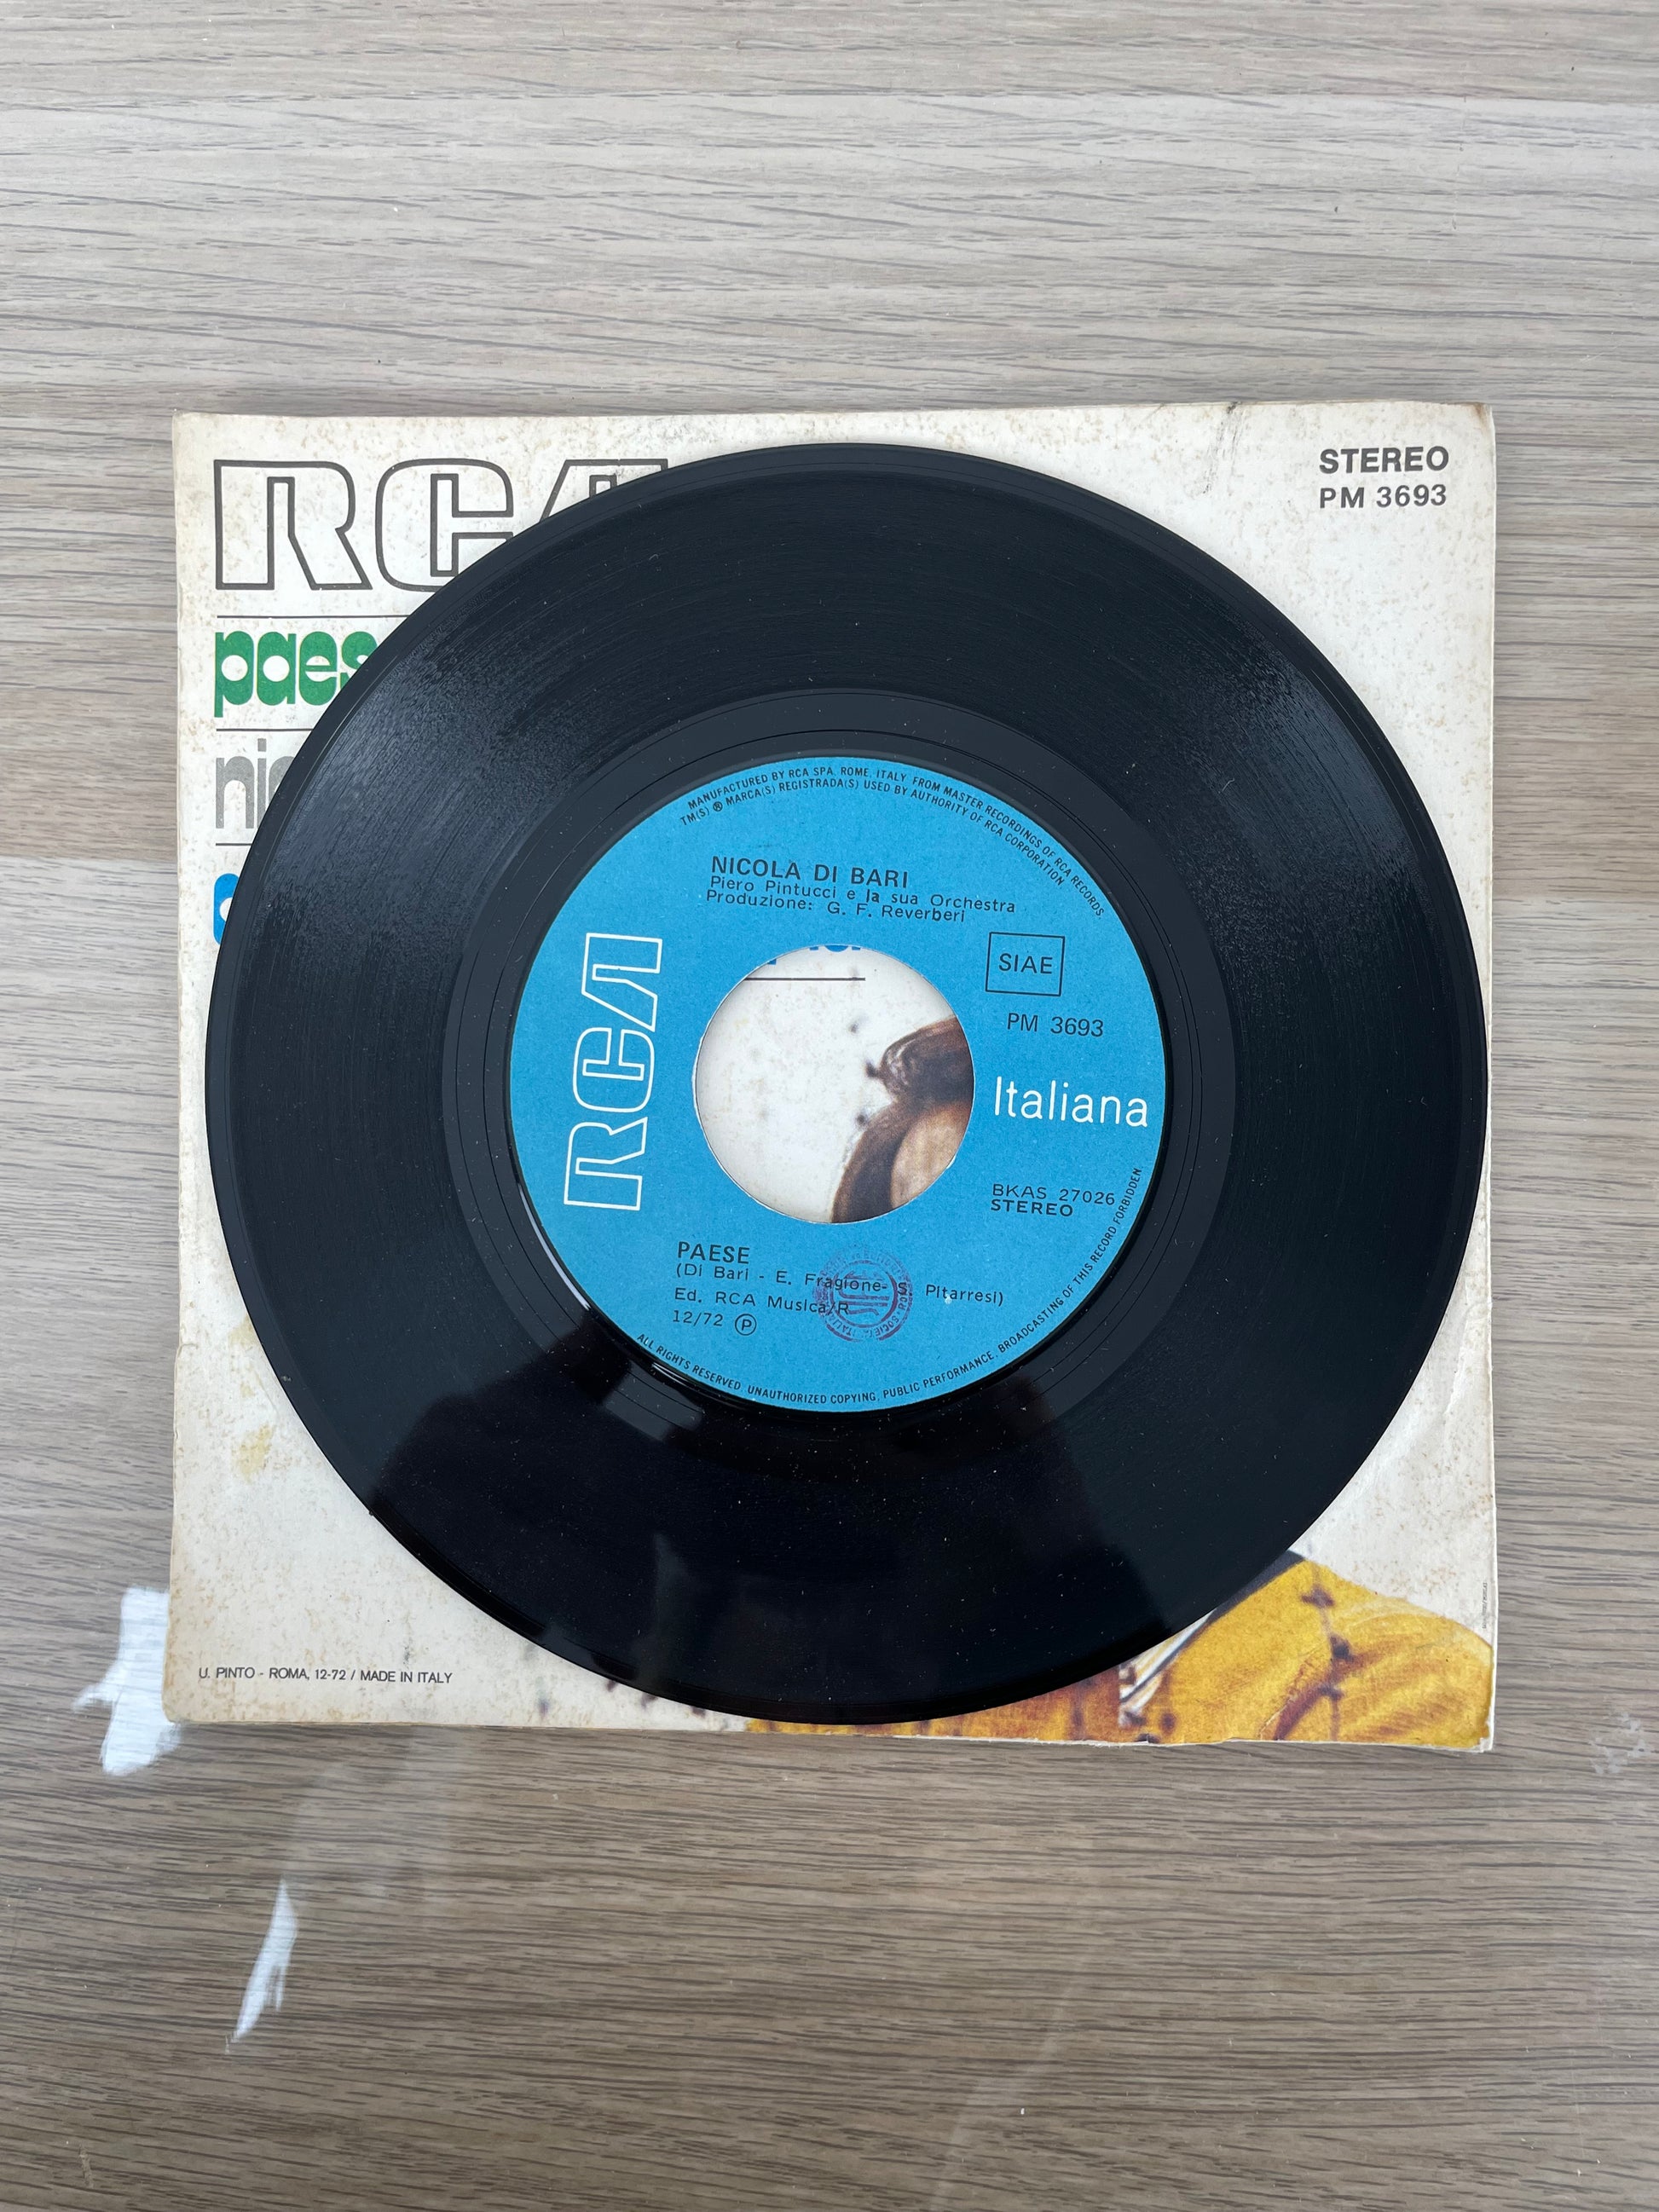 RCA
STEREO
PM 3693
MANUFACTURED BY RCA SPA. ROME, ITALY FROM MASTER RECORDINGS OF RCA RECORDS.
TM(S) ® MARCA(S) REGISTRADA(S) USED BY AUTHORITY OF RCA CORPORATION
NICOLA DI BARI
Piero Pintucci e la sua Orchestra
Produzione: G. F. Reverberi
RCA
SIAE
PM 3693
Italiana
BKAS 27026
STEREO
PAESE
(Di Bari - E. Fragione- S. Pitarresi)
Ed. RCA Musica/R
12/72 Ⓟ
ALL RIGHTS RESERVED. UNAUTHORIZED COPYING, PUBLIC PERFORMANCE, BROADCASTING OF THIS RECORD FORBIDDEN
U. PINTO - ROMA, 12-72 / MADE IN ITALY